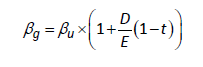 β_g = β_u × (1 + D/E (1 − t))